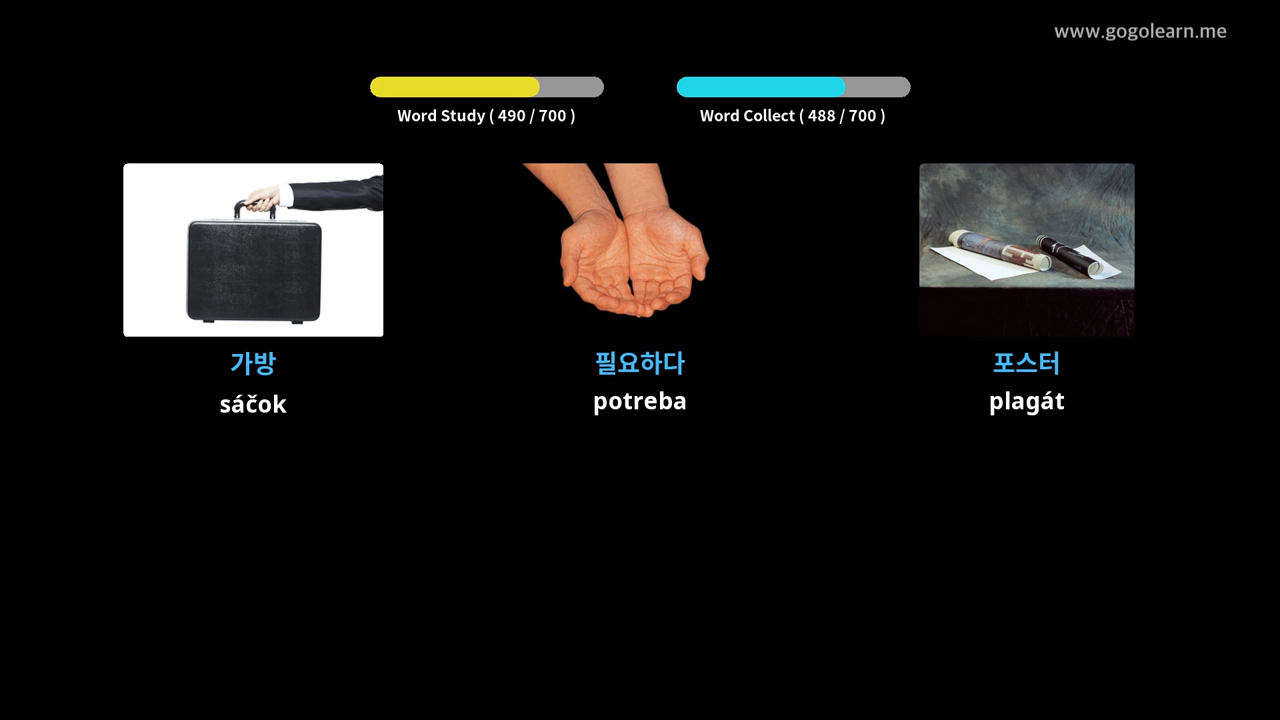 www.gogolearn.me
Word Study ( 490 / 700 )
Word Collect ( 488 / 700 )
가방
필요하다
포스터
sáčok
potreba
plagát